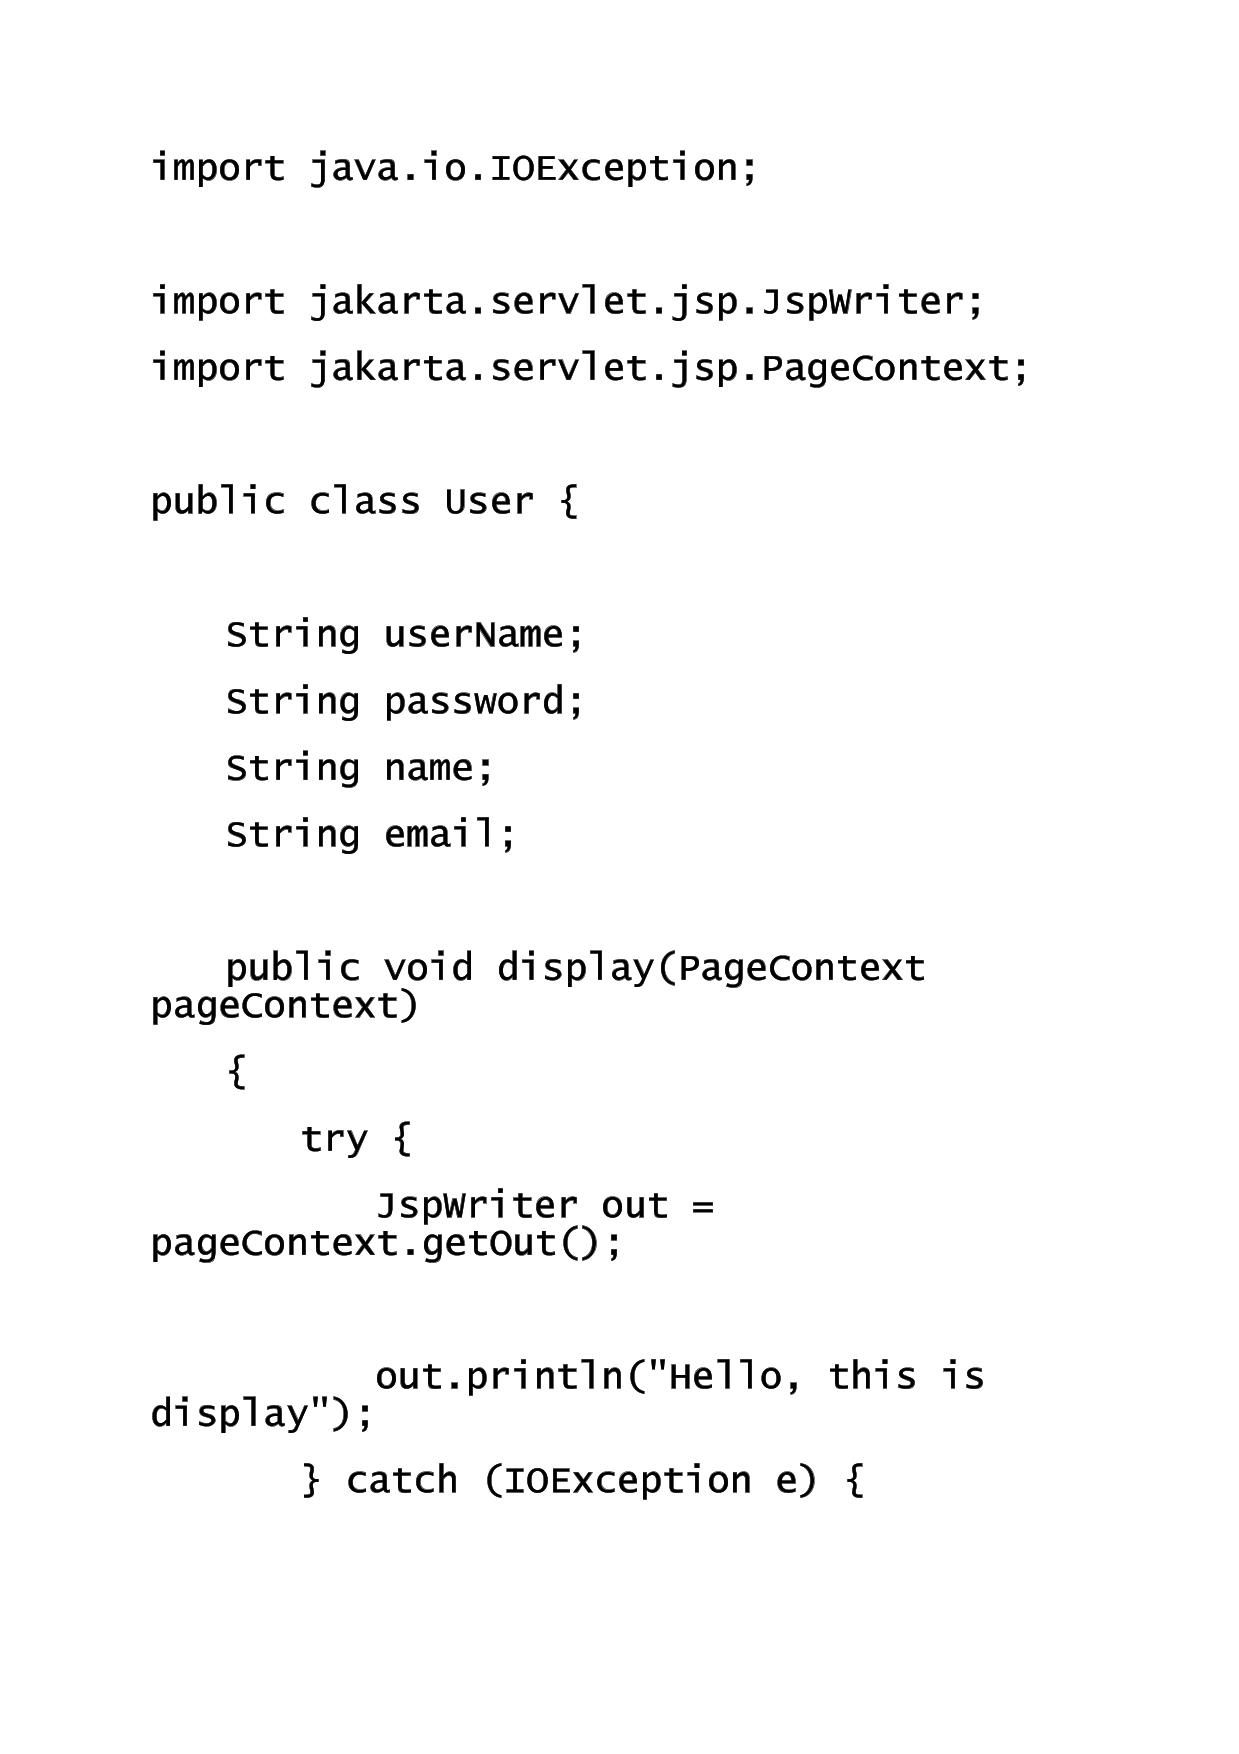 import java.io.IOException;
import jakarta.servlet.jsp.JspWriter;
import jakarta.servlet.jsp.PageContext;
public class User {
String userName;
String password;
String name;
String email;
public void display(PageContext
pageContext)
{
try {
JspWriter out =
pageContext.getOut();
out.println("Hello, this is
display");
} catch (IOException e) {